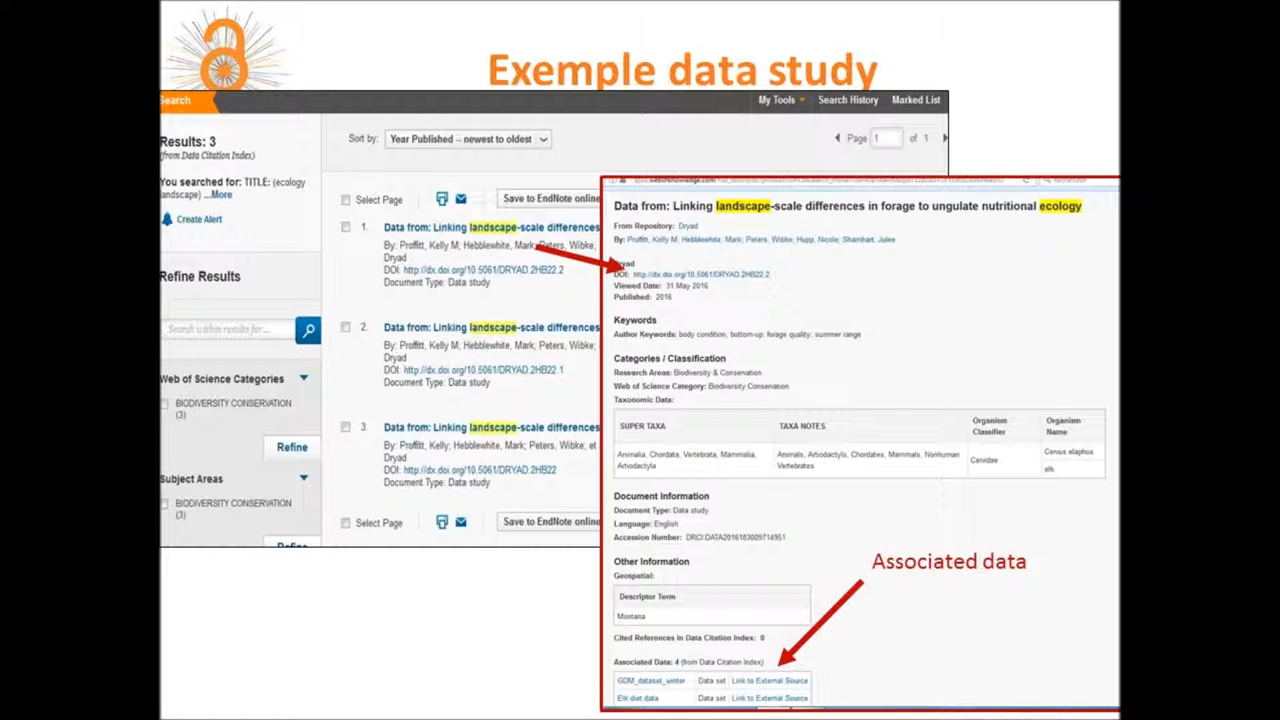 Exemple data study
Search
My Tools
Search History
Marked List
Results: 3
(from Data Citation Index)
You searched for: TITLE: (ecology
landscape) ...More
Create Alert
Refine Results
Search within results for...
Web of Science Categories
BIODIVERSITY CONSERVATION
(3)
Refine
Subject Areas
BIODIVERSITY CONSERVATION
(3)
Refine
Sort by: Year Published -- newest to oldest
Page 1 of 1
Select Page
Save to EndNote online
1. Data from: Linking landscape-scale differences
By: Proffitt, Kelly M; Hebblewhite, Mark; Peters, Wibke;
Dryad
DOI: http://dx.doi.org/10.5061/DRYAD.2HB22.2
Document Type: Data study
2. Data from: Linking landscape-scale differences
By: Proffitt, Kelly M; Hebblewhite, Mark; Peters, Wibke;
Dryad
DOI: http://dx.doi.org/10.5061/DRYAD.2HB22.1
Document Type: Data study
3. Data from: Linking landscape-scale differences
By: Proffitt, Kelly; Hebblewhite, Mark; Peters, Wibke; et
Dryad
DOI: http://dx.doi.org/10.5061/DRYAD.2HB22
Document Type: Data study
Select Page
Save to EndNote online
Data from: Linking landscape-scale differences in forage to ungulate nutritional ecology
From Repository: Dryad
By: Proffitt, Kelly M; Hebblewhite, Mark; Peters, Wibke; Hupp, Nicole; Shamhart, Julee
Dryad
DOI: http://dx.doi.org/10.5061/DRYAD.2HB22.2
Viewed Date: 31 May 2016
Published: 2016
Keywords
Author Keywords: body condition; bottom-up; forage quality; summer range
Categories / Classification
Research Areas: Biodiversity & Conservation
Web of Science Category: Biodiversity Conservation
Taxonomic Data:
SUPER TAXA
TAXA NOTES
Organism
Classifier
Organism
Name
Animalia, Chordata, Vertebrata, Mammalia,
Artiodactyla
Animals, Artiodactyls, Chordates, Mammals, Nonhuman
Vertebrates
Cervidae
Cervus elaphus
elk
Document Information
Document Type: Data study
Language: English
Accession Number: DRCI:DATA2016183009714951
Other Information
Geospatial:
Descriptor Term
Montana
Cited References in Data Citation Index: 0
Associated Data: 4 (from Data Citation Index)
GDM_dataset_winter Data set Link to External Source
Elk diet data Data set Link to External Source
Associated data